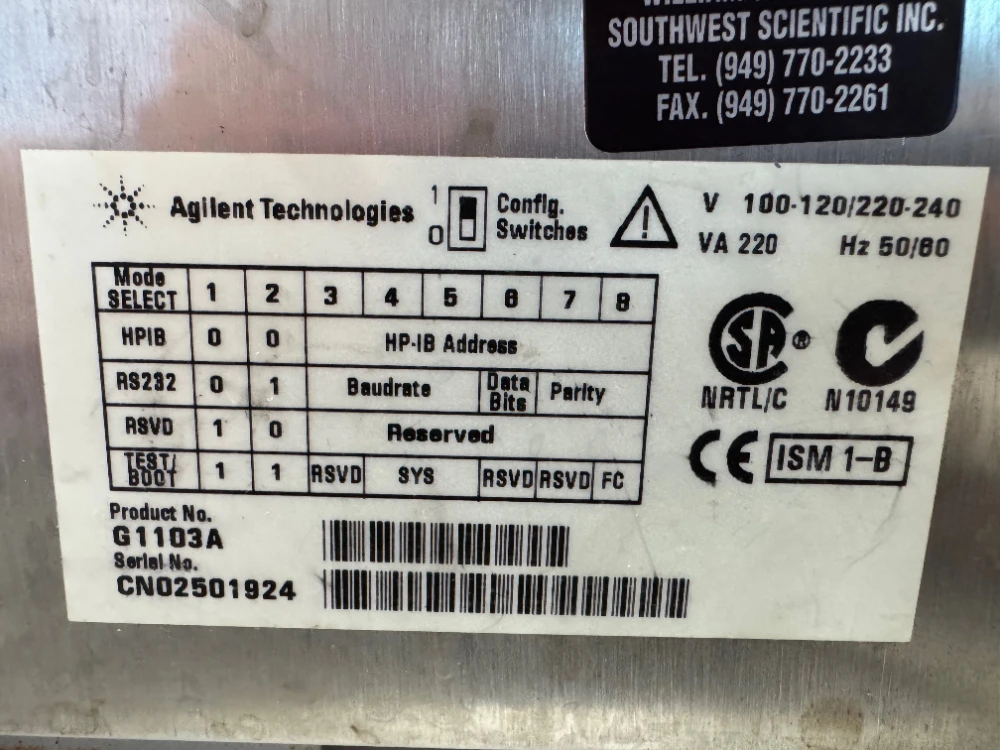 SOUTHWEST SCIENTIFIC INC.
TEL. (949) 770-2233
FAX. (949) 770-2261
Agilent Technologies
1
0
Config.
Switches
V 100-120/220-240
VA 220 Hz 50/60
Mode SELECT 1 2 3 4 5 6 7 8
HPIB 0 0 HP-IB Address
RS232 0 1 Baudrate Data Bits Parity
RSVD 1 0 Reserved
TEST/BOOT 1 1 RSVD SYS RSVD RSVD FC
SA ®
NRTL/C N10149
CE ISM 1-B
Product No.
G1103A
Serial No.
CN02501924